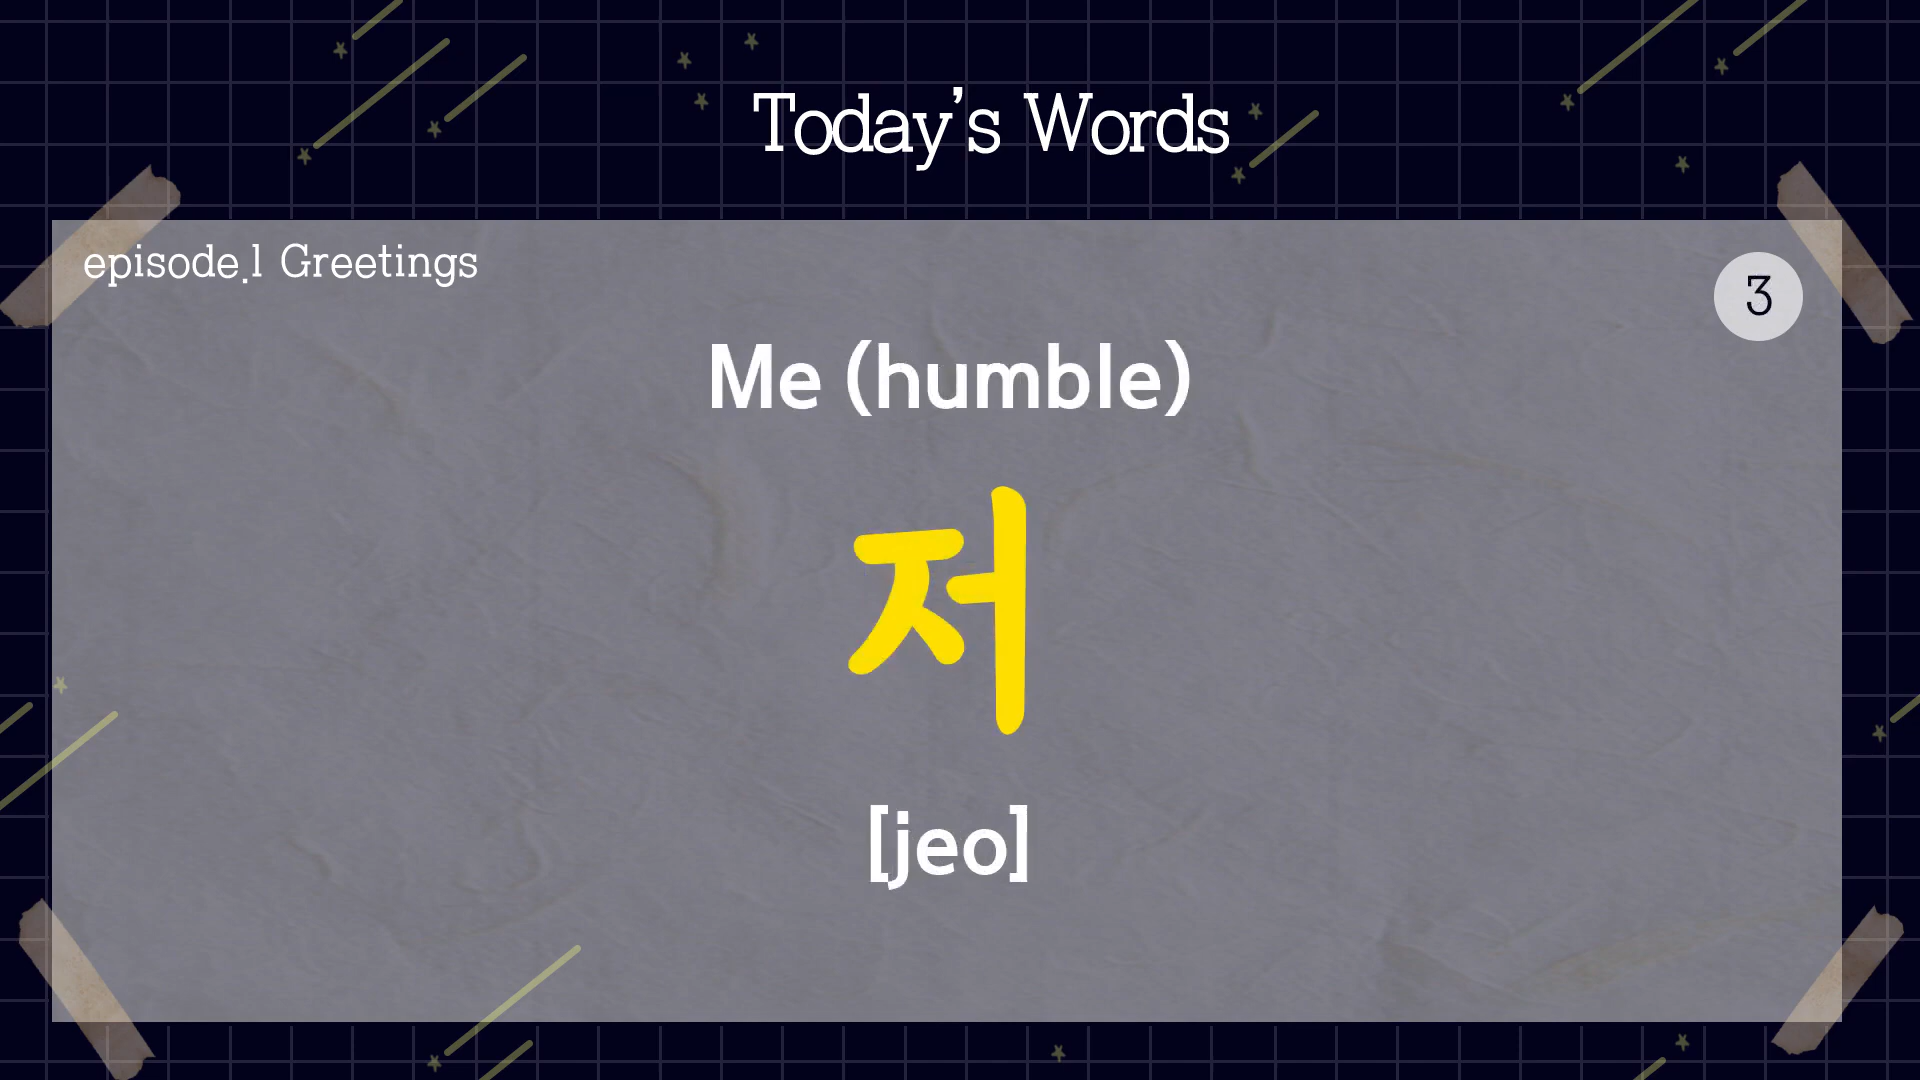 Today's Words
episode.1 Greetings
3
Me (humble)
저
[jeo]